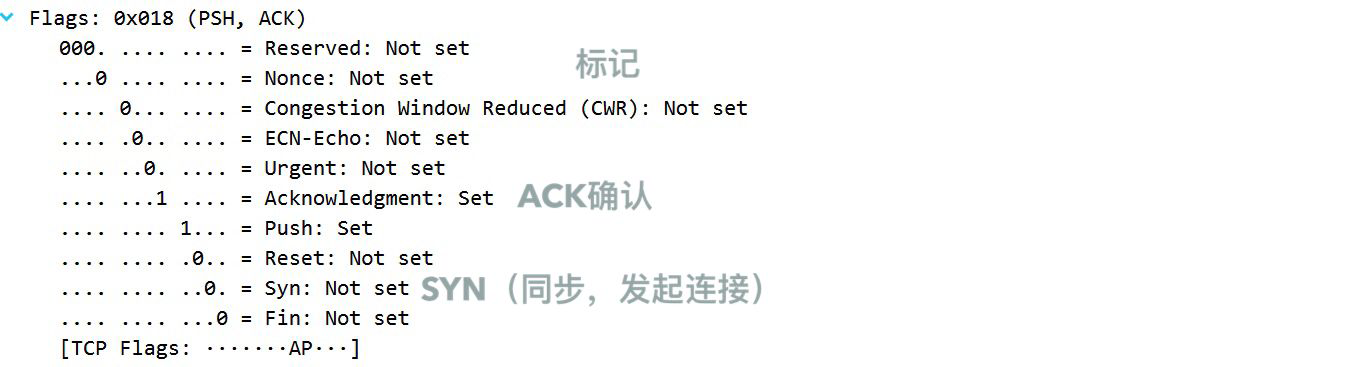 Flags: 0x018 (PSH, ACK)
000. .... .... = Reserved: Not set
标记
...0 .... .... = Nonce: Not set
.... 0... .... = Congestion Window Reduced (CWR): Not set
.... .0.. .... = ECN-Echo: Not set
.... ..0. .... = Urgent: Not set
.... ...1 .... = Acknowledgment: Set ACK确认
.... .... 1... = Push: Set
.... .... .0.. = Reset: Not set
.... .... ..0. = Syn: Not set SYN（同步，发起连接）
.... .... ...0 = Fin: Not set
[TCP Flags: ·······AP···]